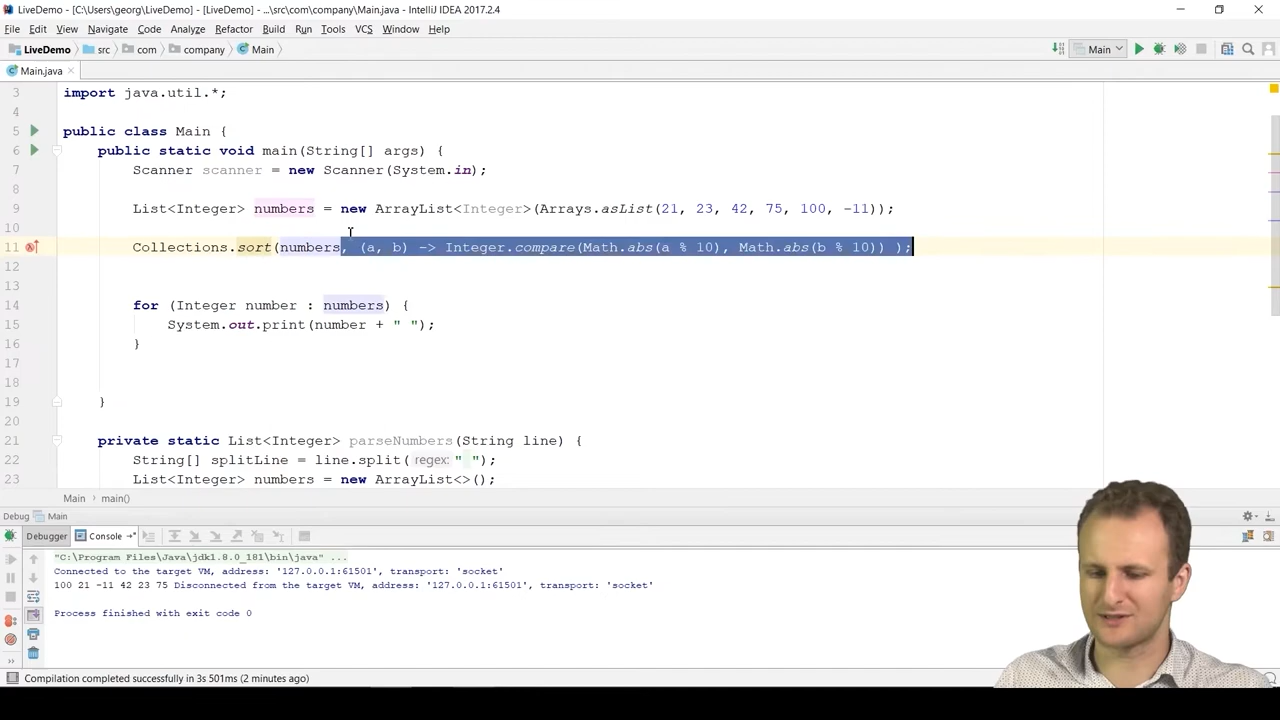 LiveDemo - [C:\Users\georg\LiveDemo] - [LiveDemo] - ...\src\com\company\Main.java - IntelliJ IDEA 2017.2.4
File Edit View Navigate Code Analyze Refactor Build Run Tools VCS Window Help
LiveDemo src com company Main Main
Main.java
3 import java.util.*;
4
5 public class Main {
6 public static void main(String[] args) {
7 Scanner scanner = new Scanner(System.in);
8
9 List<Integer> numbers = new ArrayList<Integer>(Arrays.asList(21, 23, 42, 75, 100, -11));
10
11 Collections.sort(numbers, (a, b) -> Integer.compare(Math.abs(a % 10), Math.abs(b % 10)) );
12
13
14 for (Integer number : numbers) {
15 System.out.print(number + " ");
16 }
17
18
19 }
20
21 private static List<Integer> parseNumbers(String line) {
22 String[] splitLine = line.split( regex: " ");
23 List<Integer> numbers = new ArrayList<>();
Main main()
Debug Main
Debugger Console
"C:\Program Files\Java\jdk1.8.0_181\bin\java" ...
Connected to the target VM, address: '127.0.0.1:61501', transport: 'socket'
100 21 -11 42 23 75 Disconnected from the target VM, address: '127.0.0.1:61501', transport: 'socket'
Process finished with exit code 0
Compilation completed successfully in 3s 501ms (2 minutes ago)